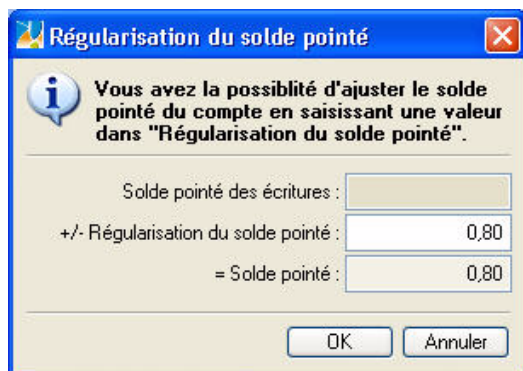 Régularisation du solde pointé
Vous avez la possiblité d'ajuster le solde
pointé du compte en saisissant une valeur
dans "Régularisation du solde pointé".
Solde pointé des écritures :
+/- Régularisation du solde pointé : 0,80
= Solde pointé : 0,80
OK Annuler